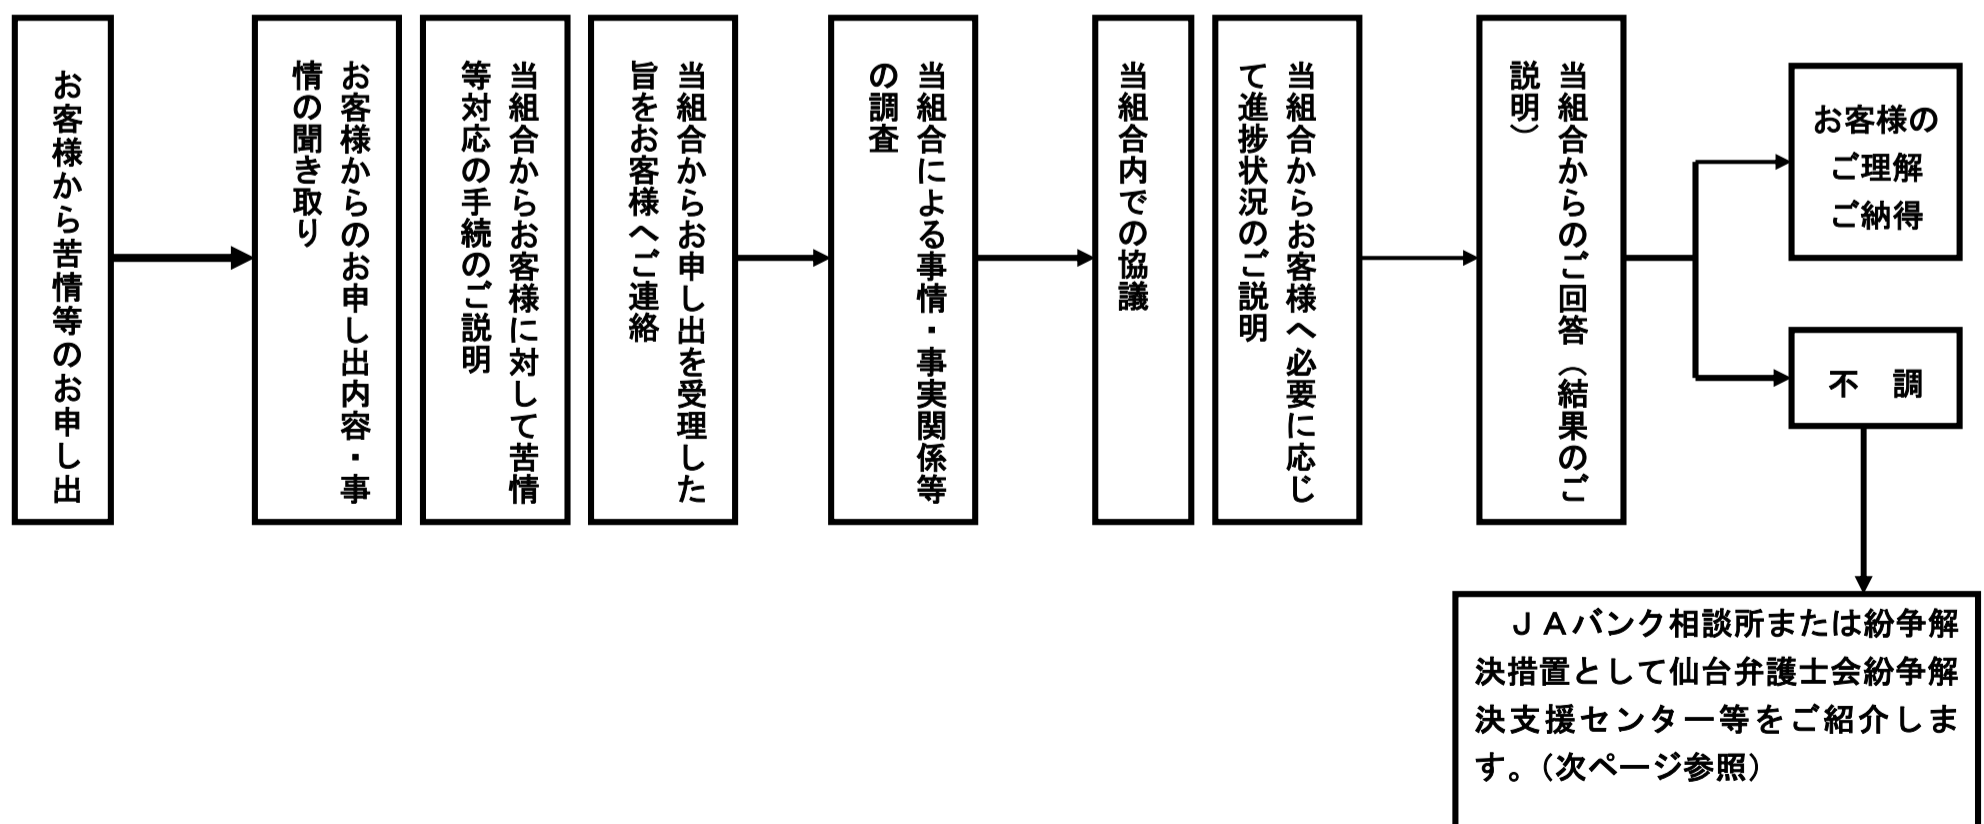 お客様から苦情等のお申し出
お客様からのお申し出内容・事
情の聞き取り
当組合からお客様に対して苦情
等対応の手続のご説明
当組合からお申し出を受理した
旨をお客様へご連絡
当組合による事情・事実関係等
の調査
当組合内での協議
当組合からお客様へ必要に応じ
て進捗状況のご説明
当組合からのご回答（結果のご
説明）
お客様の
ご理解
ご納得
不　調
ＪＡバンク相談所または紛争解
決措置として仙台弁護士会紛争解
決支援センター等をご紹介しま
す。（次ページ参照）